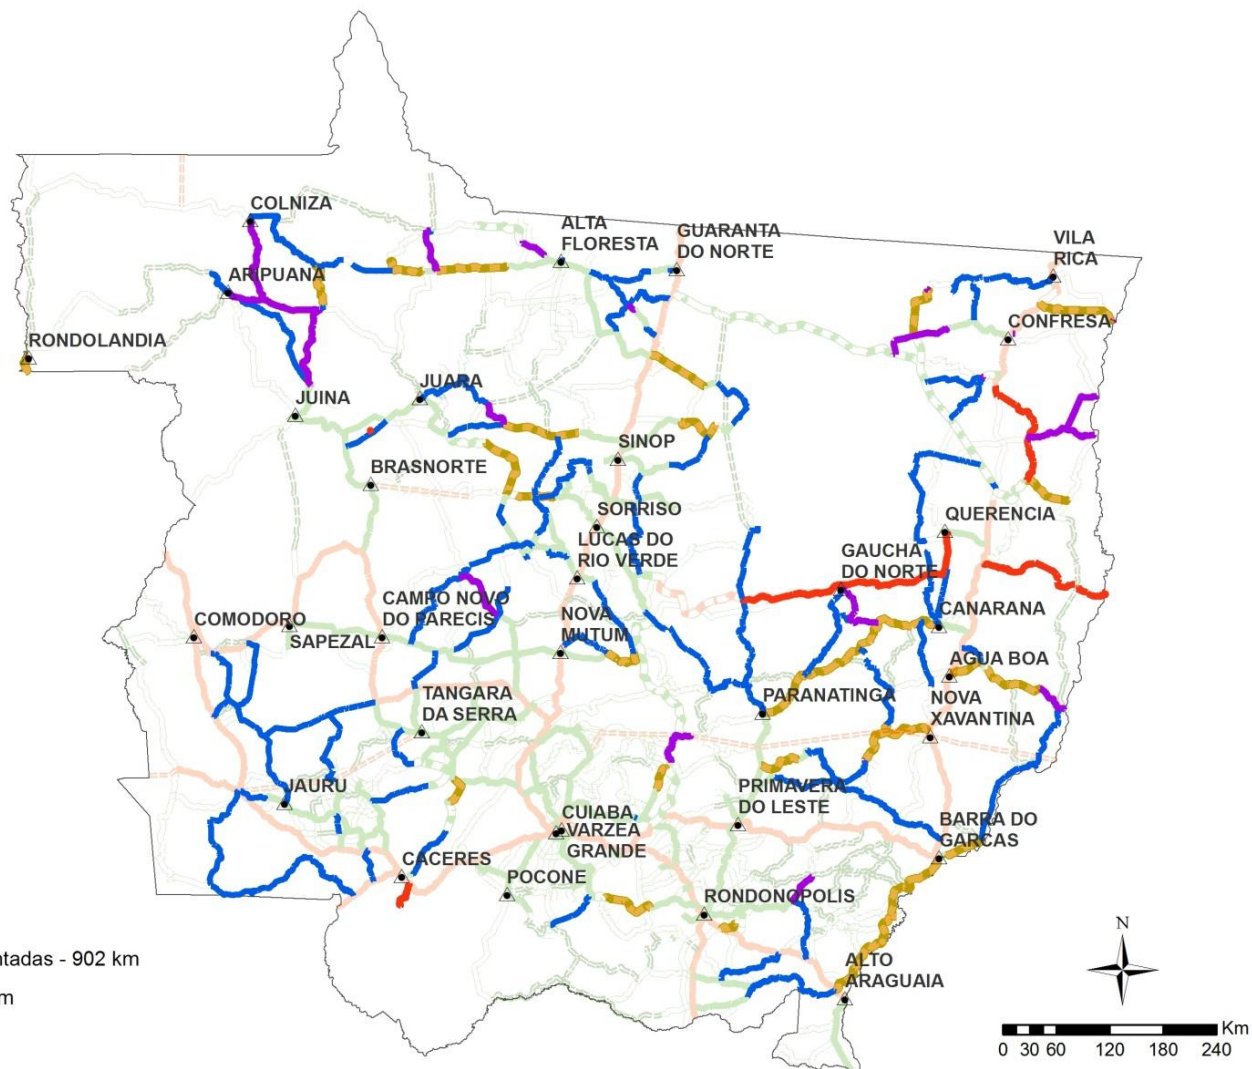 COLNIZA
ALTA
FLORESTA
GUARANTA
DO NORTE
VILA
RICA
ARIPUANA
CONFRESA
RONDOLANDIA
JUARA
JUINA
SINOP
BRASNORTE
SORRISO
QUERENCIA
LUCAS DO
RIO VERDE
GAUCHA
DO NORTE
CAMPO NOVO
DO PARECIS
COMODORO
SAPEZAL
NOVA
MUTUM
CANARANA
AGUA BOA
TANGARA
DA SERRA
PARANATINGA
NOVA
XAVANTINA
JAURU
PRIMAVERA
DO LESTE
CUIABA
VARZEA
GRANDE
BARRA DO
GARCAS
CACERES
POCONE
RONDONOPOLIS
ALTO
ARAGUAIA
ntadas - 902 km
m
N
Km
0 30 60 120 180 240